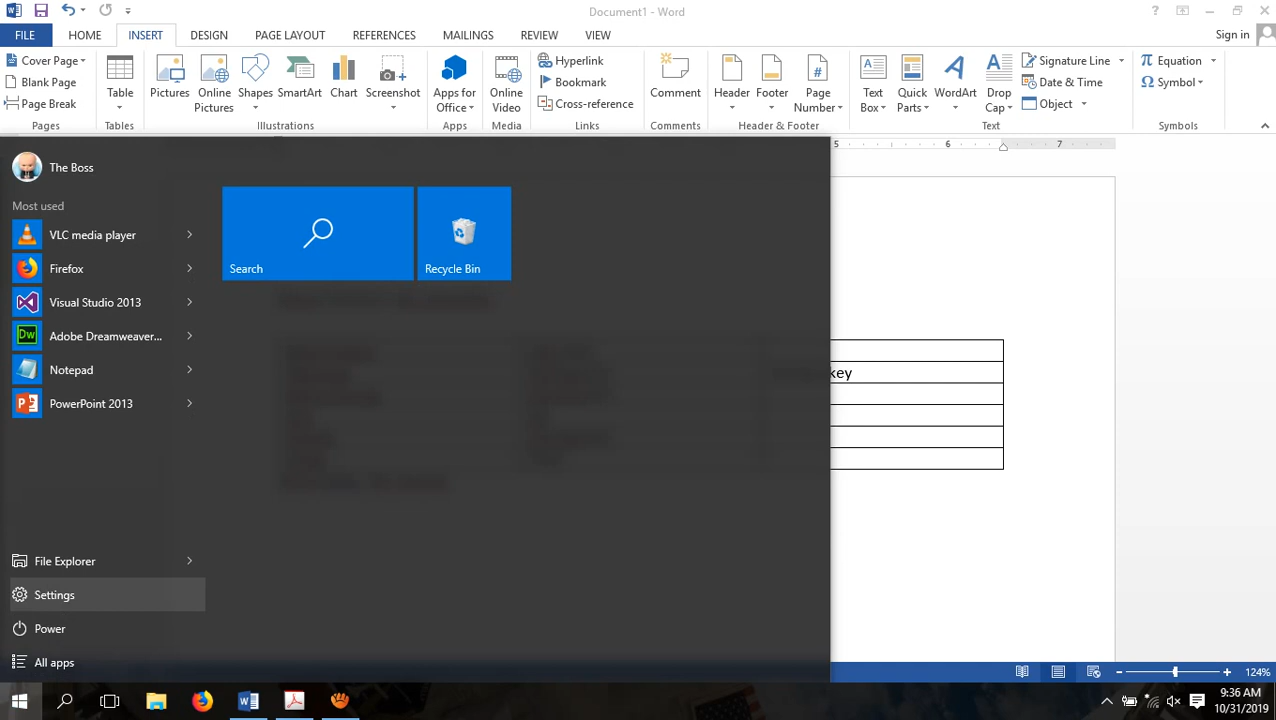 Document1 - Word
?
FILE HOME INSERT DESIGN PAGE LAYOUT REFERENCES MAILINGS REVIEW VIEW Sign in
Cover Page
Blank Page
Page Break
Pages
Table
Tables
Pictures
Online Pictures
Shapes
SmartArt
Chart
Screenshot
Illustrations
Apps for Office
Apps
Online Video
Media
Hyperlink
Bookmark
Cross-reference
Links
Comment
Comments
Header
Footer
Page Number
Header & Footer
Text Box
Quick Parts
WordArt
Drop Cap
Signature Line
Date & Time
Object
Text
Equation
Symbol
Symbols
5 6 7
The Boss
Most used
VLC media player
Firefox
Visual Studio 2013
Adobe Dreamweaver...
Notepad
PowerPoint 2013
File Explorer
Settings
Power
All apps
Search
Recycle Bin
key
124%
9:36 AM
10/31/2019